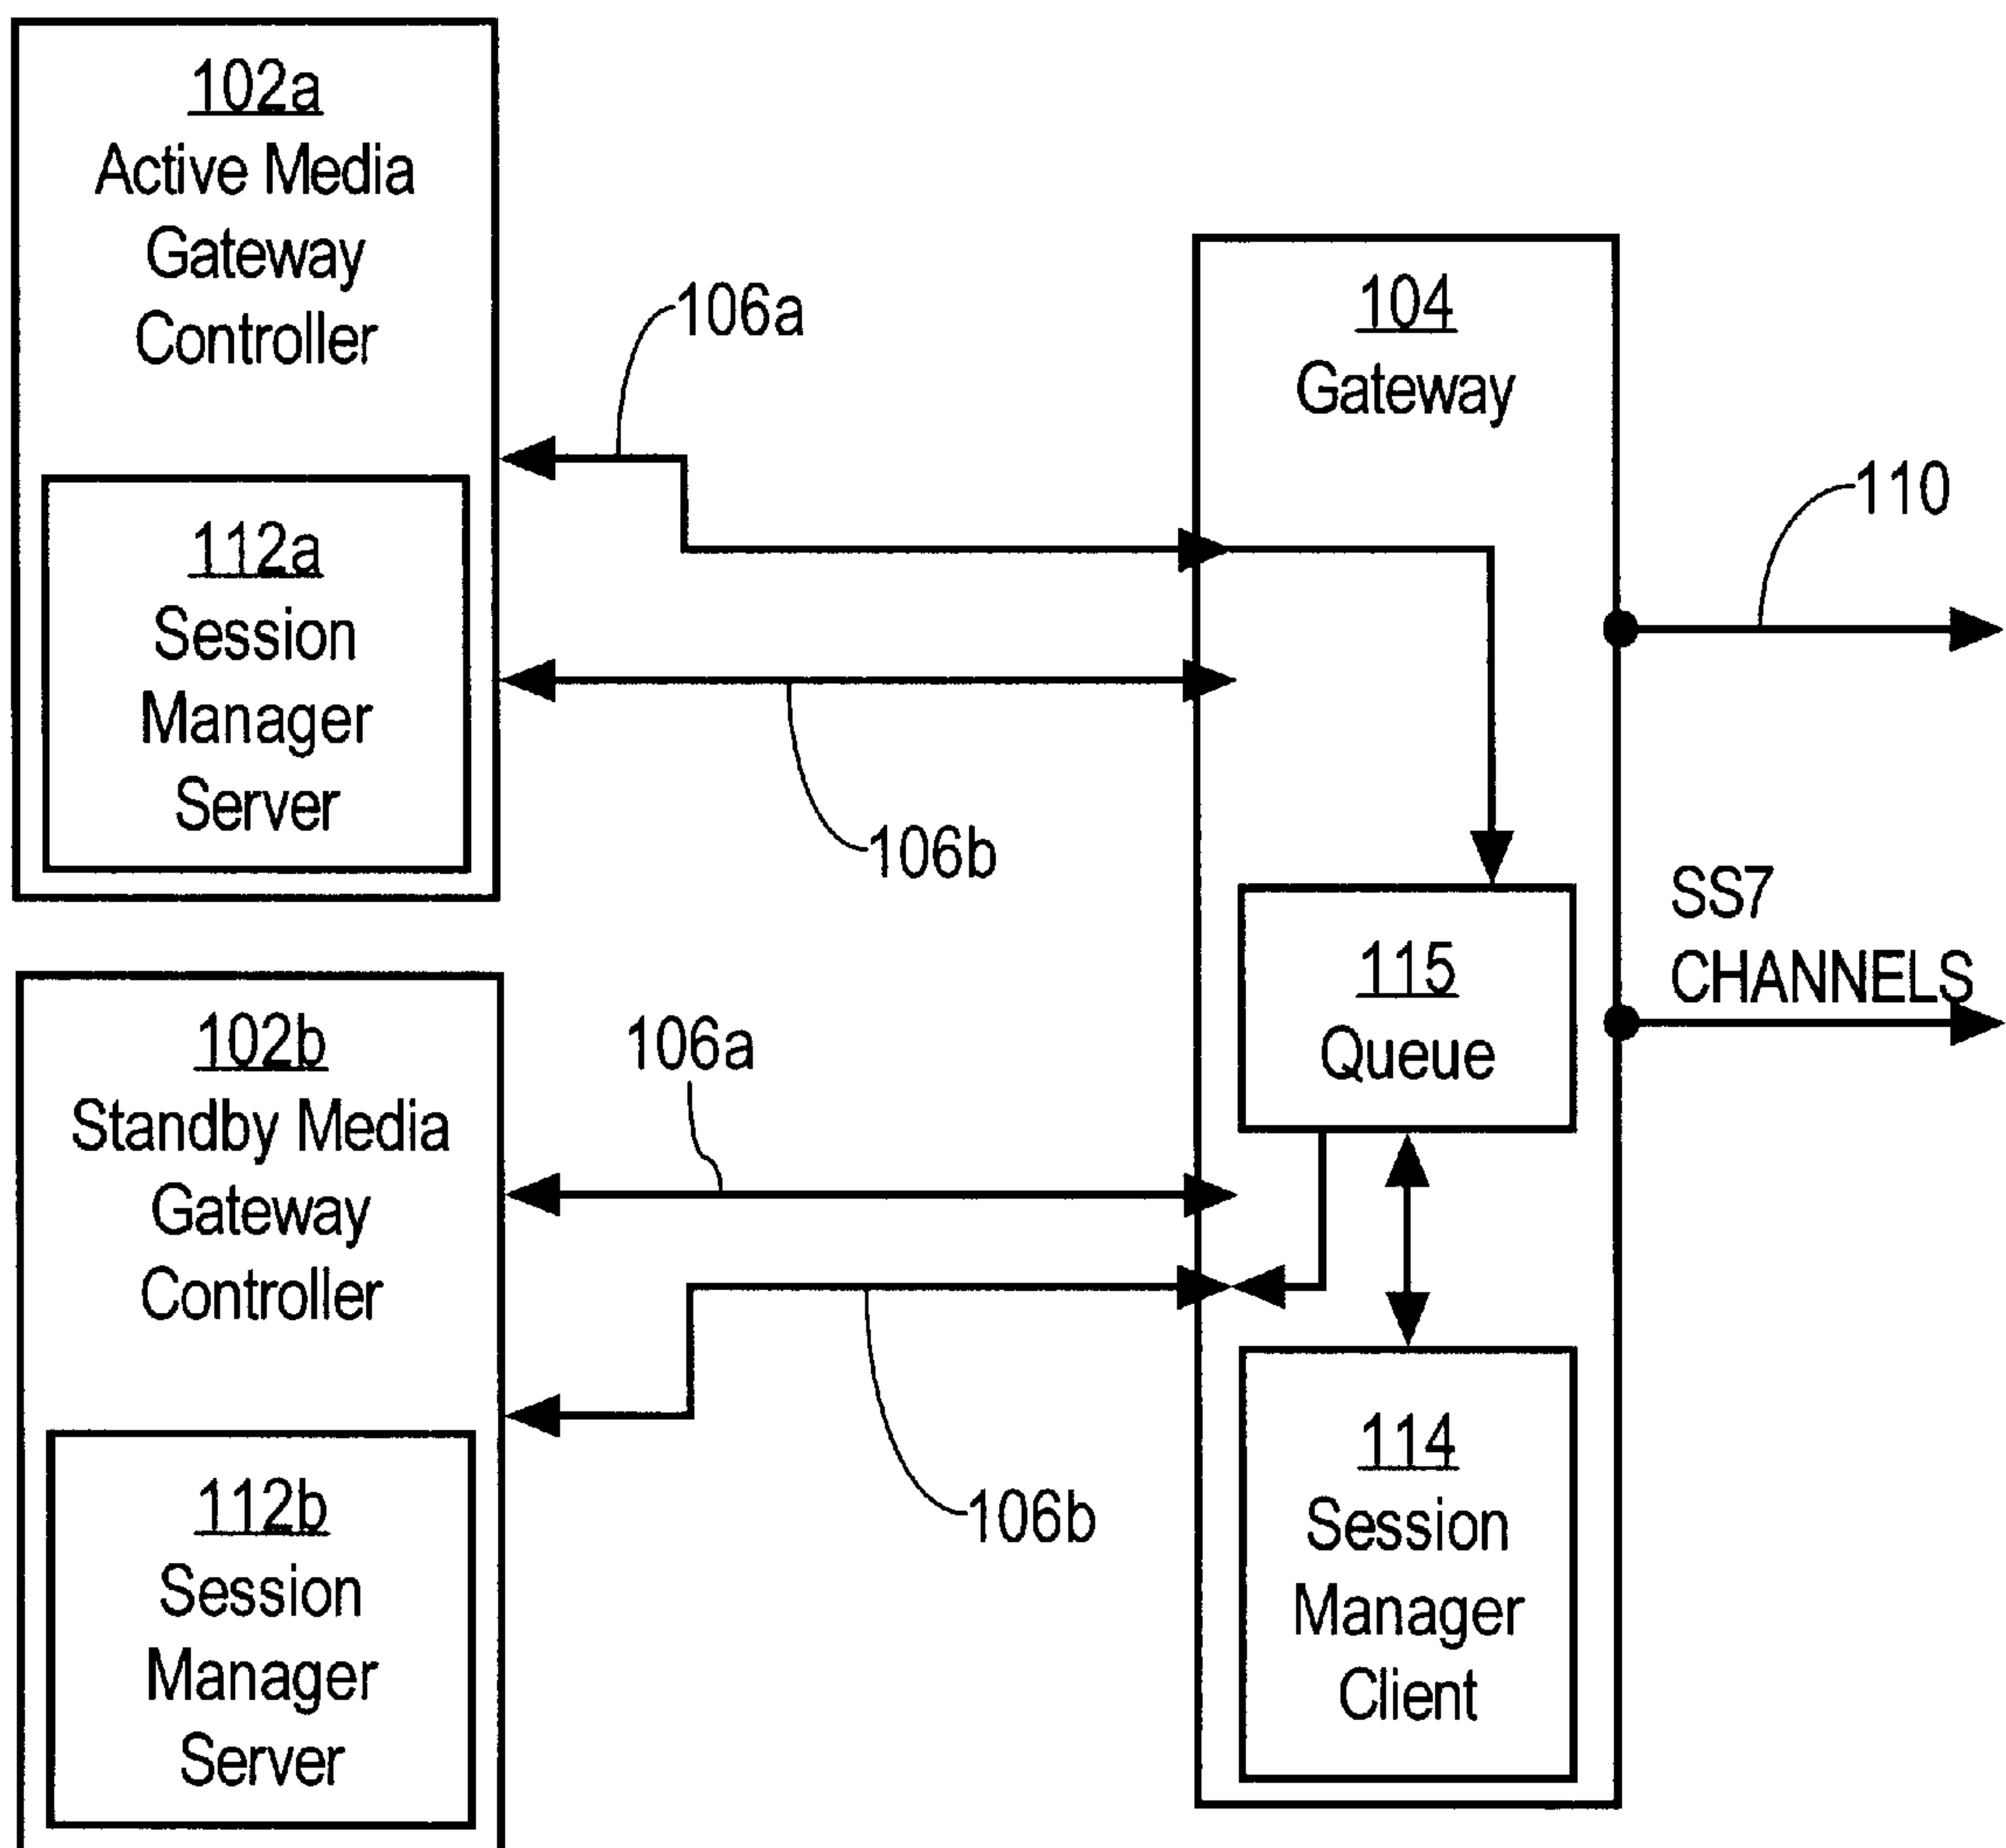 102a
Active Media
Gateway
Controller
112a
Session
Manager
Server
106a
106b
104
Gateway
110
115
Queue
SS7
CHANNELS
102b
Standby Media
Gateway
Controller
112b
Session
Manager
Server
106a
106b
114
Session
Manager
Client